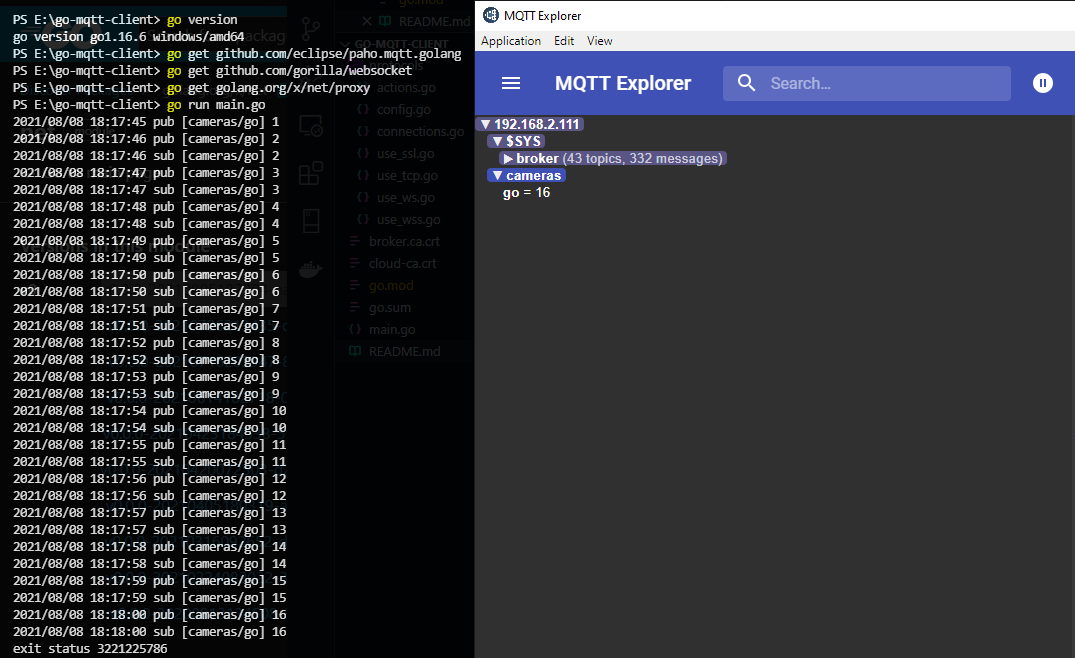 PS E:\go-mqtt-client> go version
go version go1.16.6 windows/amd64
PS E:\go-mqtt-client> go get github.com/eclipse/paho.mqtt.golang
PS E:\go-mqtt-client> go get github.com/gorilla/websocket
PS E:\go-mqtt-client> go get golang.org/x/net/proxy
PS E:\go-mqtt-client> go run main.go
2021/08/08 18:17:45 pub [cameras/go] 1
2021/08/08 18:17:46 pub [cameras/go] 2
2021/08/08 18:17:46 sub [cameras/go] 2
2021/08/08 18:17:47 pub [cameras/go] 3
2021/08/08 18:17:47 sub [cameras/go] 3
2021/08/08 18:17:48 pub [cameras/go] 4
2021/08/08 18:17:48 sub [cameras/go] 4
2021/08/08 18:17:49 pub [cameras/go] 5
2021/08/08 18:17:49 sub [cameras/go] 5
2021/08/08 18:17:50 pub [cameras/go] 6
2021/08/08 18:17:50 sub [cameras/go] 6
2021/08/08 18:17:51 pub [cameras/go] 7
2021/08/08 18:17:51 sub [cameras/go] 7
2021/08/08 18:17:52 pub [cameras/go] 8
2021/08/08 18:17:52 sub [cameras/go] 8
2021/08/08 18:17:53 pub [cameras/go] 9
2021/08/08 18:17:53 sub [cameras/go] 9
2021/08/08 18:17:54 pub [cameras/go] 10
2021/08/08 18:17:54 sub [cameras/go] 10
2021/08/08 18:17:55 pub [cameras/go] 11
2021/08/08 18:17:55 sub [cameras/go] 11
2021/08/08 18:17:56 pub [cameras/go] 12
2021/08/08 18:17:56 sub [cameras/go] 12
2021/08/08 18:17:57 pub [cameras/go] 13
2021/08/08 18:17:57 sub [cameras/go] 13
2021/08/08 18:17:58 pub [cameras/go] 14
2021/08/08 18:17:58 sub [cameras/go] 14
2021/08/08 18:17:59 pub [cameras/go] 15
2021/08/08 18:17:59 sub [cameras/go] 15
2021/08/08 18:18:00 pub [cameras/go] 16
2021/08/08 18:18:00 sub [cameras/go] 16
exit status 3221225786
go.mod
README.md
GO-MQTT-CLIENT
actions.go
config.go
connections.go
use_ssl.go
use_tcp.go
use_ws.go
use_wss.go
broker.ca.crt
cloud-ca.crt
go.mod
go.sum
main.go
README.md
MQTT Explorer
Application Edit View
MQTT Explorer Search...
▼ 192.168.2.111
▼ $SYS
▶ broker (43 topics, 332 messages)
▼ cameras
go = 16